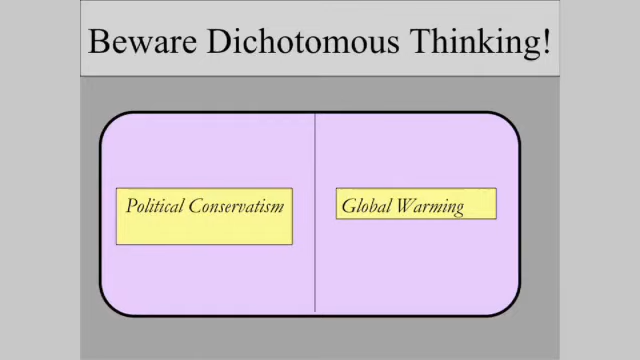 Beware Dichotomous Thinking!
Political Conservatism
Global Warming